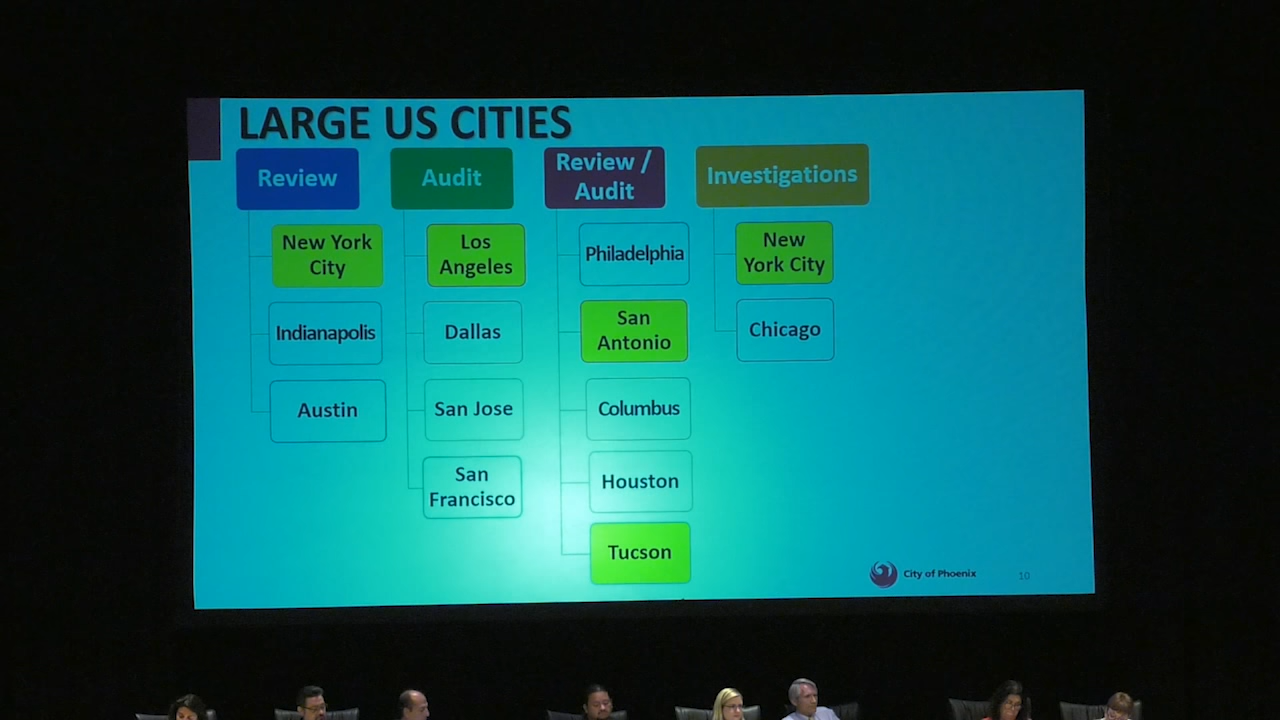 LARGE US CITIES
Review
New York
City
Indianapolis
Austin
Audit
Los
Angeles
Dallas
San Jose
San
Francisco
Review /
Audit
Philadelphia
San
Antonio
Columbus
Houston
Tucson
Investigations
New
York City
Chicago
City of Phoenix
10